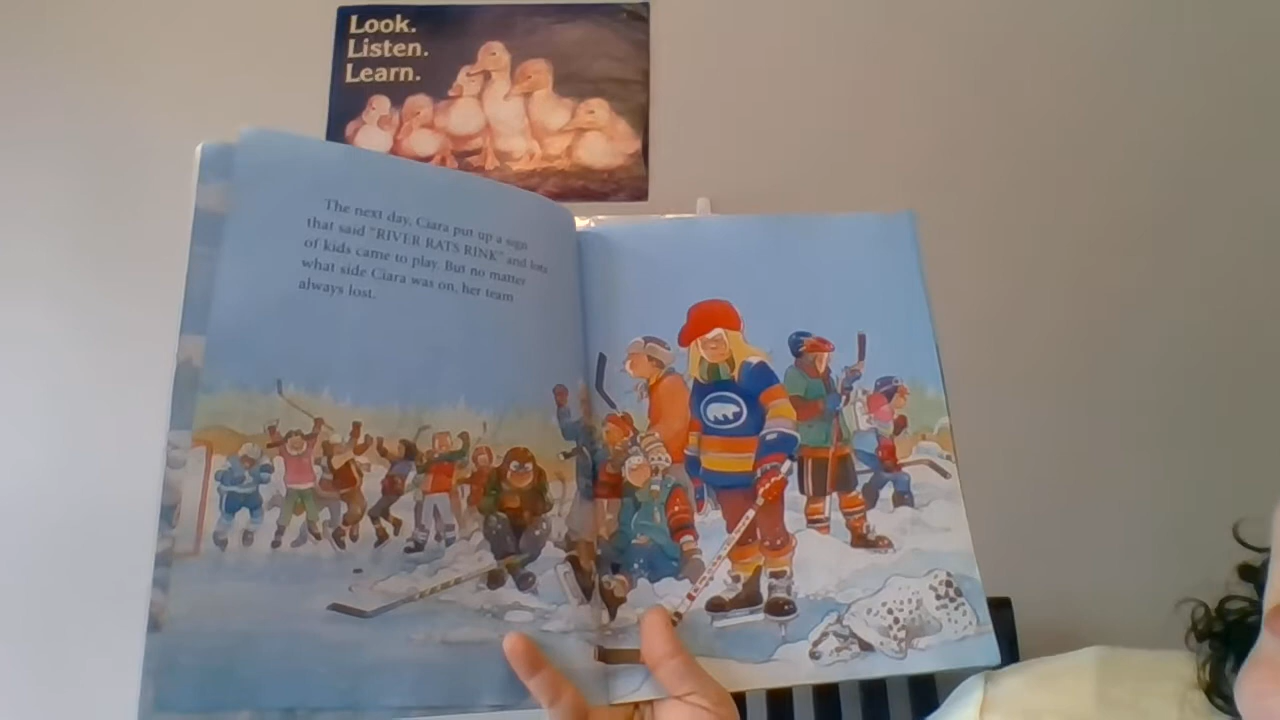 Look.
Listen.
Learn.
The next day, Ciara put up a sign
that said "RIVER RATS RINK" and lots
of kids came to play. But no matter
what side Ciara was on, her team
always lost.